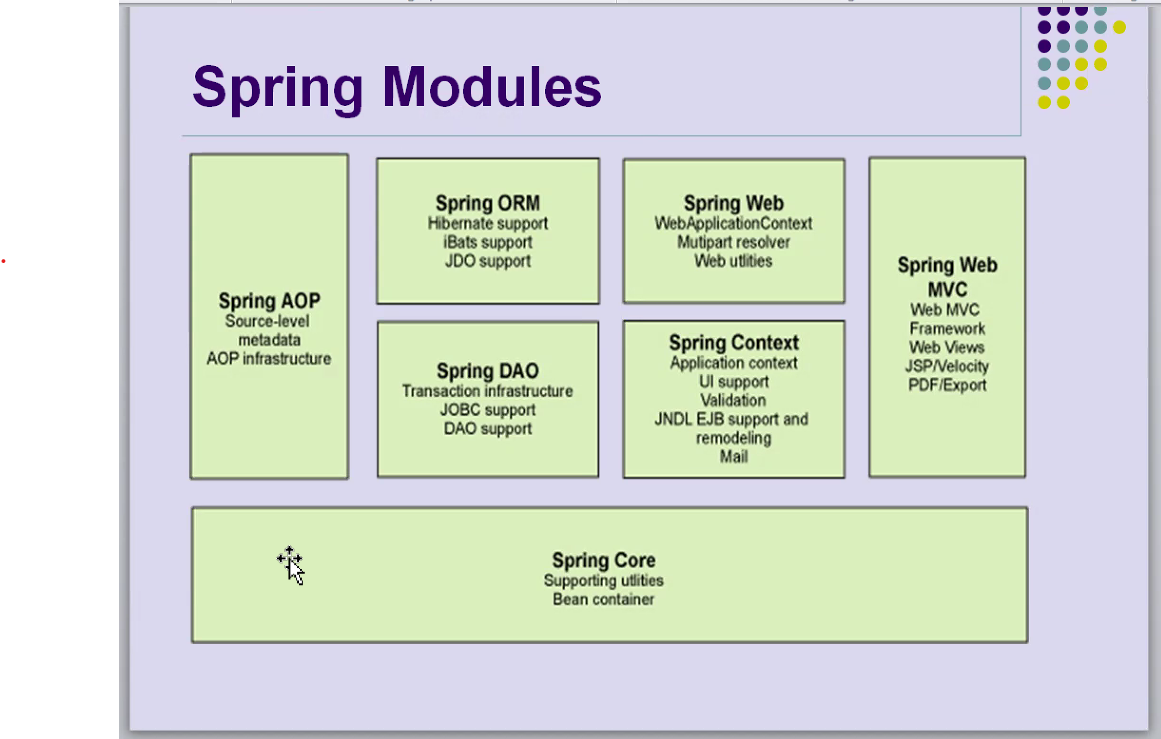 Spring Modules
Spring AOP
Source-level
metadata
AOP infrastructure
Spring ORM
Hibernate support
iBats support
JDO support
Spring DAO
Transaction infrastructure
JOBC support
DAO support
Spring Web
WebApplicationContext
Mutipart resolver
Web utlities
Spring Context
Application context
UI support
Validation
JNDL EJB support and
remodeling
Mail
Spring Web
MVC
Web MVC
Framework
Web Views
JSP/Velocity
PDF/Export
Spring Core
Supporting utlities
Bean container